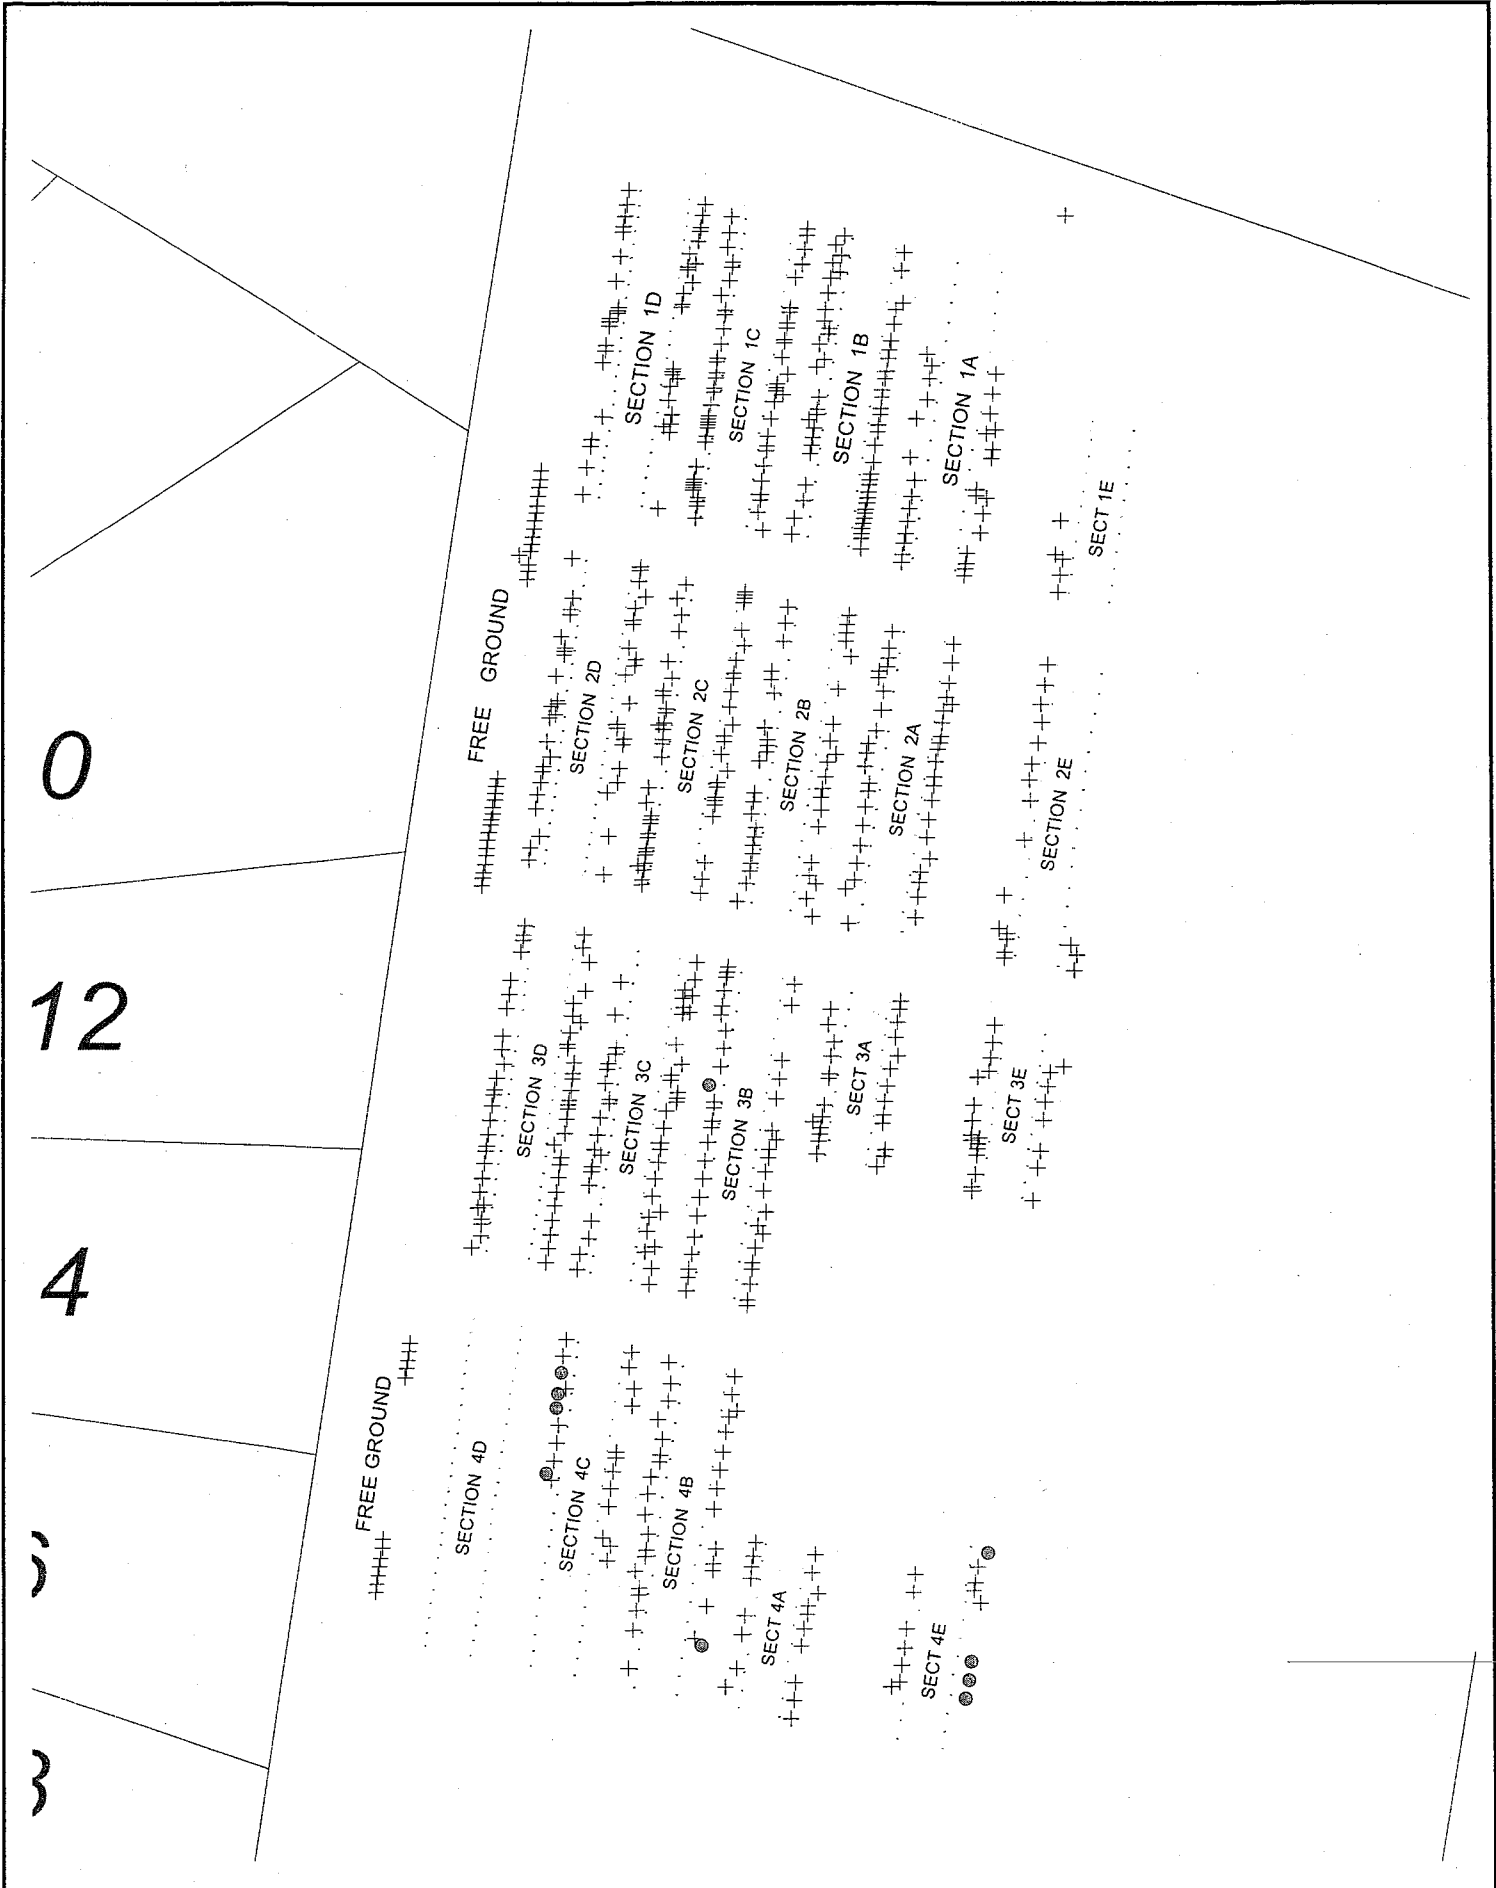 SECTION 1D
SECTION 1C
SECTION 1B
SECTION 1A
SECT 1E
FREE GROUND
SECTION 2D
SECTION 2C
SECTION 2B
SECTION 2A
SECTION 2E
0
12
SECTION 3D
SECTION 3C
SECTION 3B
SECT 3A
SECT 3E
4
FREE GROUND
SECTION 4D
SECTION 4C
SECTION 4B
SECT 4A
SECT 4E